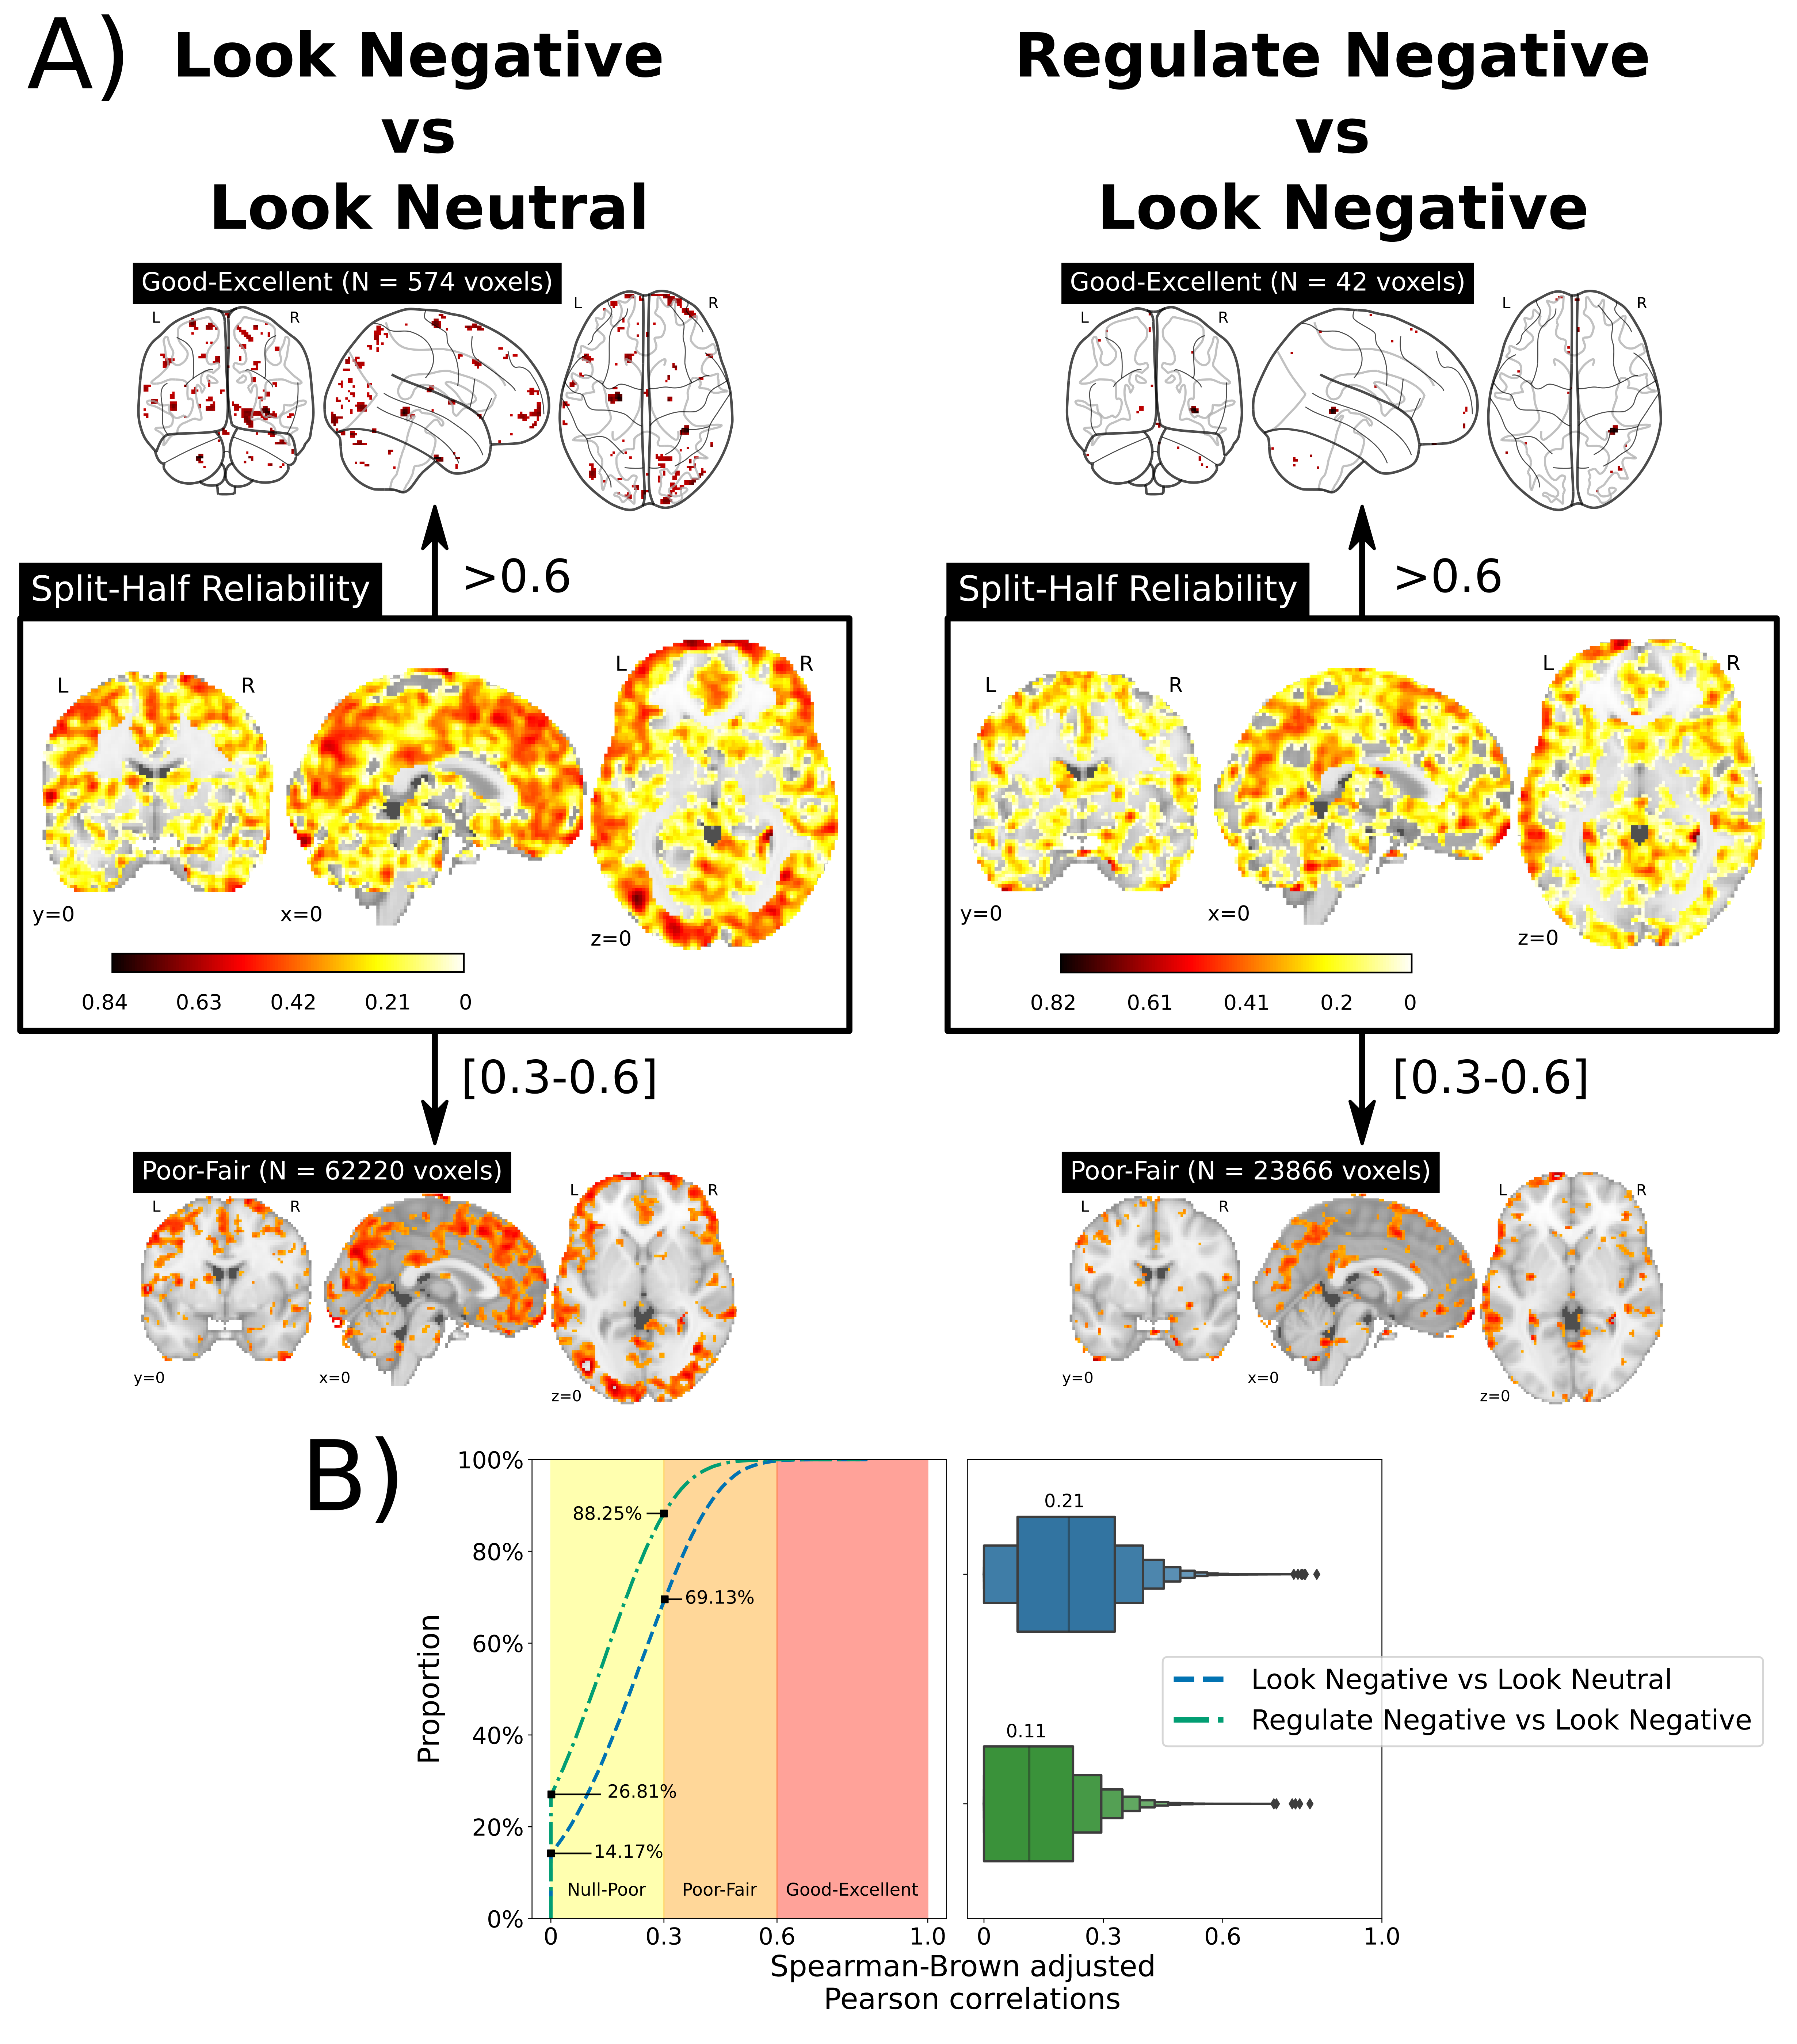 A)
Look Negative
vs
Look Neutral
Regulate Negative
vs
Look Negative
Good-Excellent (N = 574 voxels)
L R L R
Good-Excellent (N = 42 voxels)
L R L R
>0.6
Split-Half Reliability
L R L R
y=0 x=0 z=0
0.84 0.63 0.42 0.21 0
>0.6
Split-Half Reliability
L R L R
y=0 x=0 z=0
0.82 0.61 0.41 0.2 0
[0.3-0.6]
Poor-Fair (N = 62220 voxels)
L R L R
y=0 x=0 z=0
[0.3-0.6]
Poor-Fair (N = 23866 voxels)
L R L R
y=0 x=0 z=0
B)
Proportion
100%
80%
60%
40%
20%
0%
88.25%
69.13%
26.81%
14.17%
Null-Poor Poor-Fair Good-Excellent
0 0.3 0.6 1.0
0.21
Look Negative vs Look Neutral
Regulate Negative vs Look Negative
0.11
0 0.3 0.6 1.0
Spearman-Brown adjusted
Pearson correlations